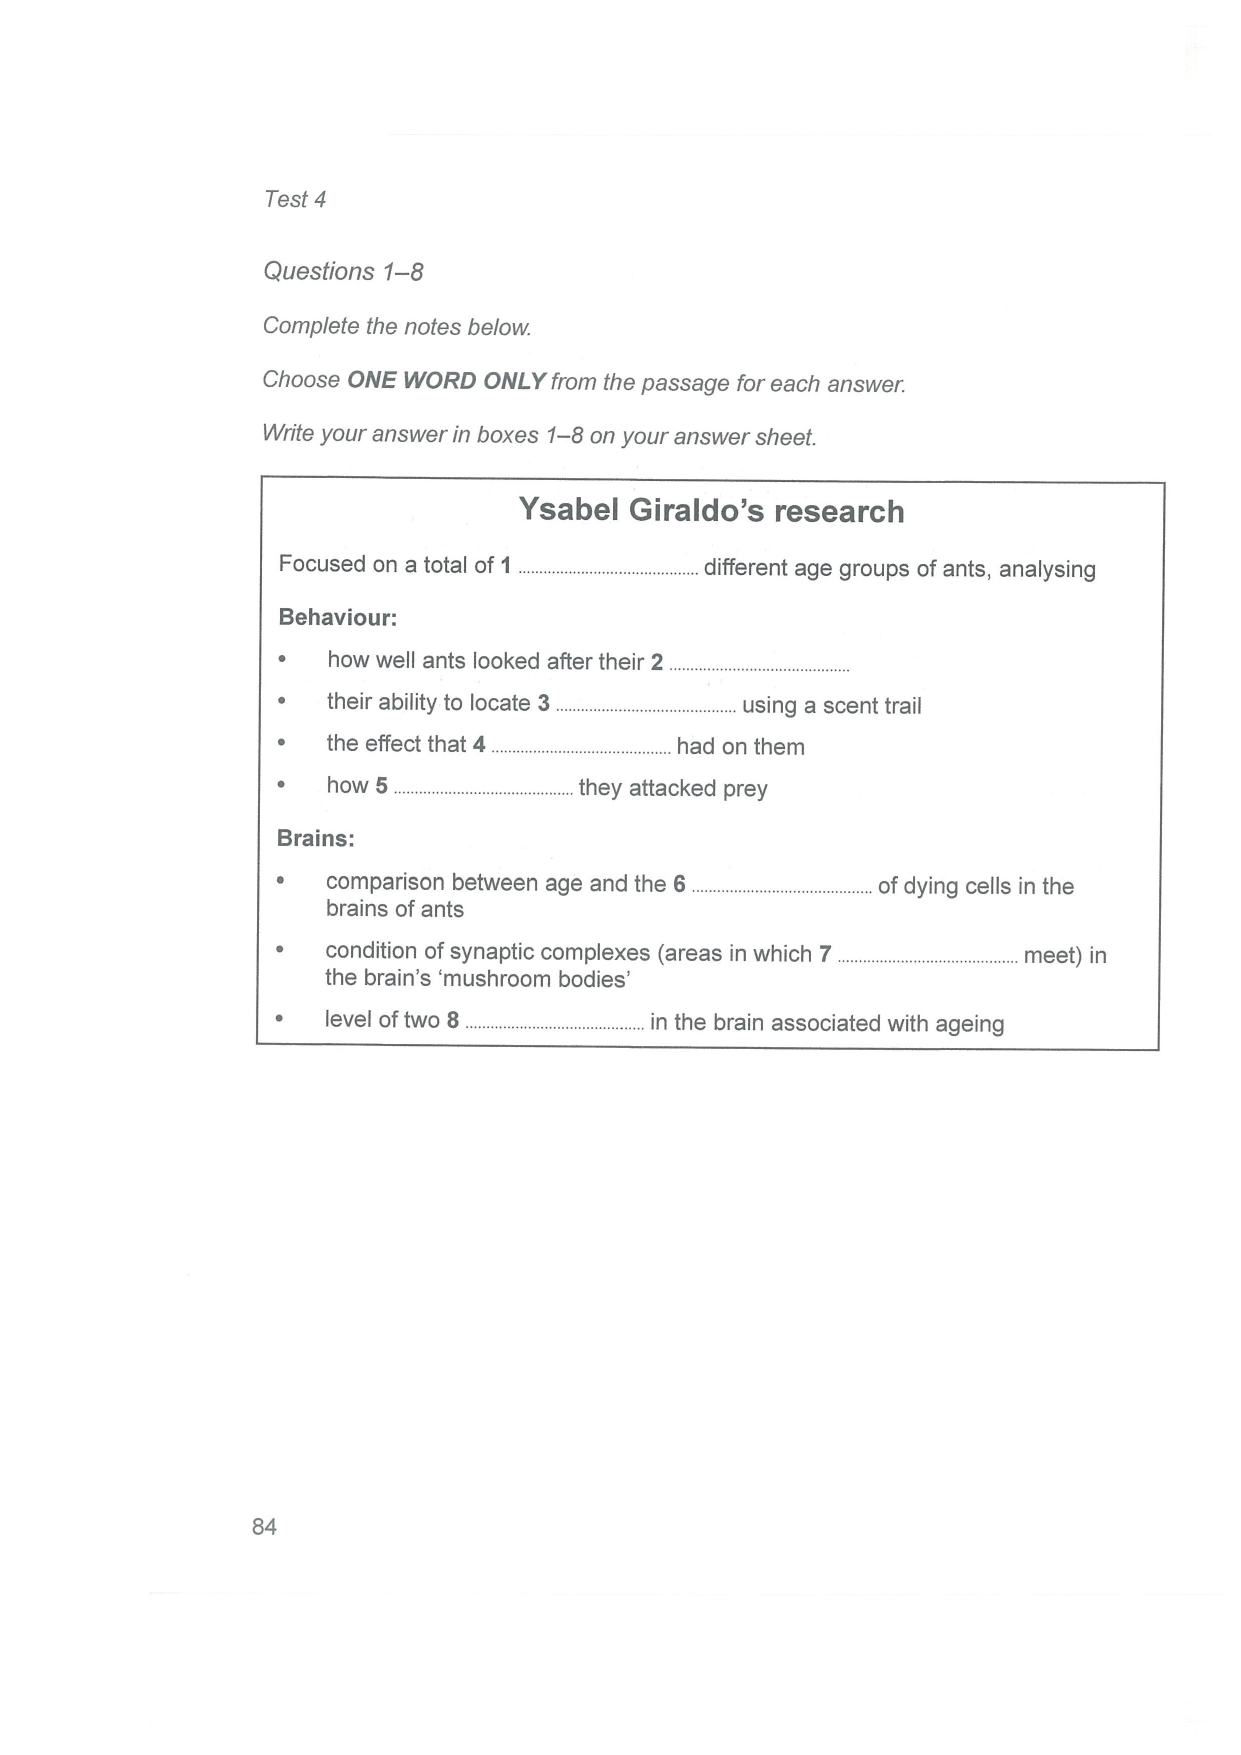 Test 4
Questions 1–8
Complete the notes below.
Choose ONE WORD ONLY from the passage for each answer.
Write your answer in boxes 1–8 on your answer sheet.
Ysabel Giraldo's research
Focused on a total of 1 .......................................... different age groups of ants, analysing
Behaviour:
• how well ants looked after their 2 ..........................................
• their ability to locate 3 .......................................... using a scent trail
• the effect that 4 .......................................... had on them
• how 5 .......................................... they attacked prey
Brains:
• comparison between age and the 6 .......................................... of dying cells in the
brains of ants
• condition of synaptic complexes (areas in which 7 .......................................... meet) in
the brain's 'mushroom bodies'
• level of two 8 .......................................... in the brain associated with ageing
84